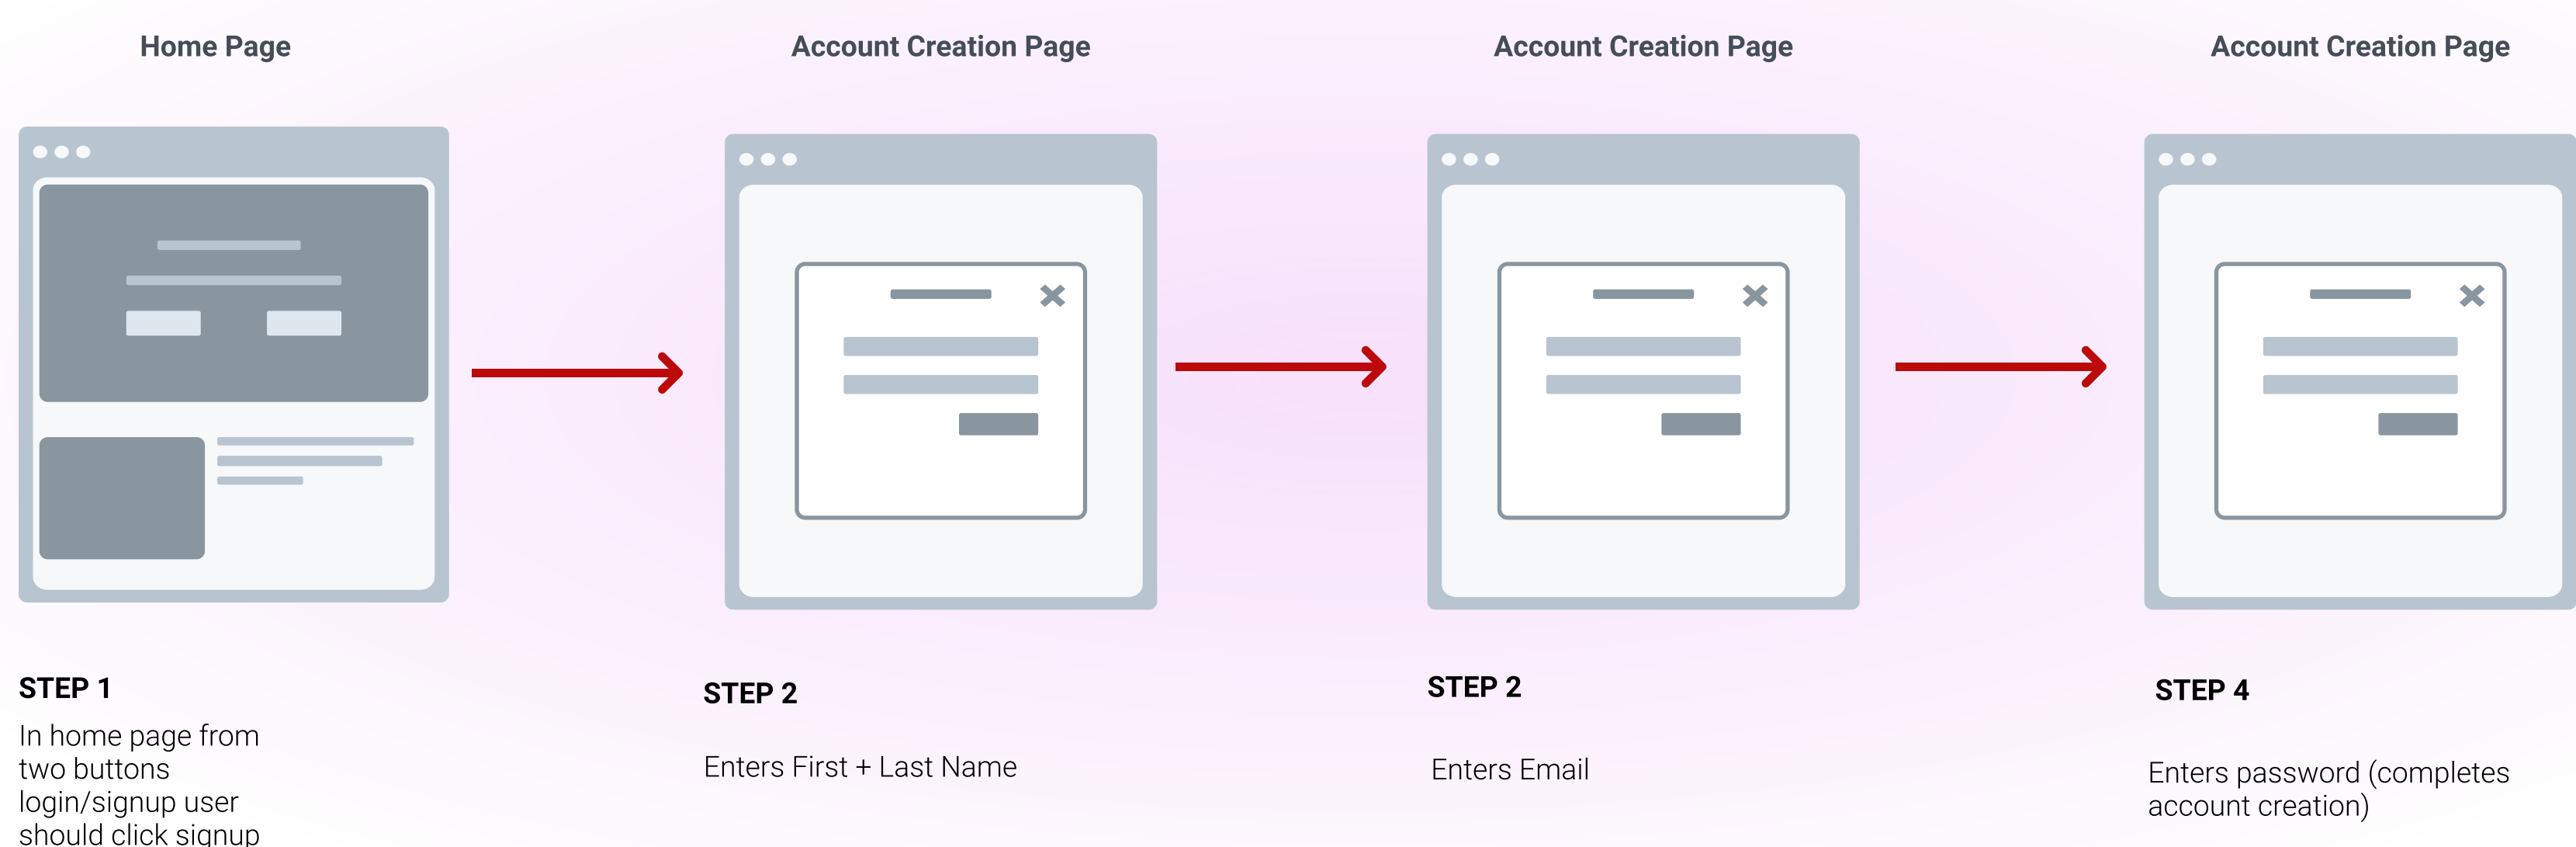 Home Page
Account Creation Page
Account Creation Page
Account Creation Page
STEP 1
In home page from
two buttons
login/signup user
should click signup
STEP 2
Enters First + Last Name
STEP 2
Enters Email
STEP 4
Enters password (completes
account creation)